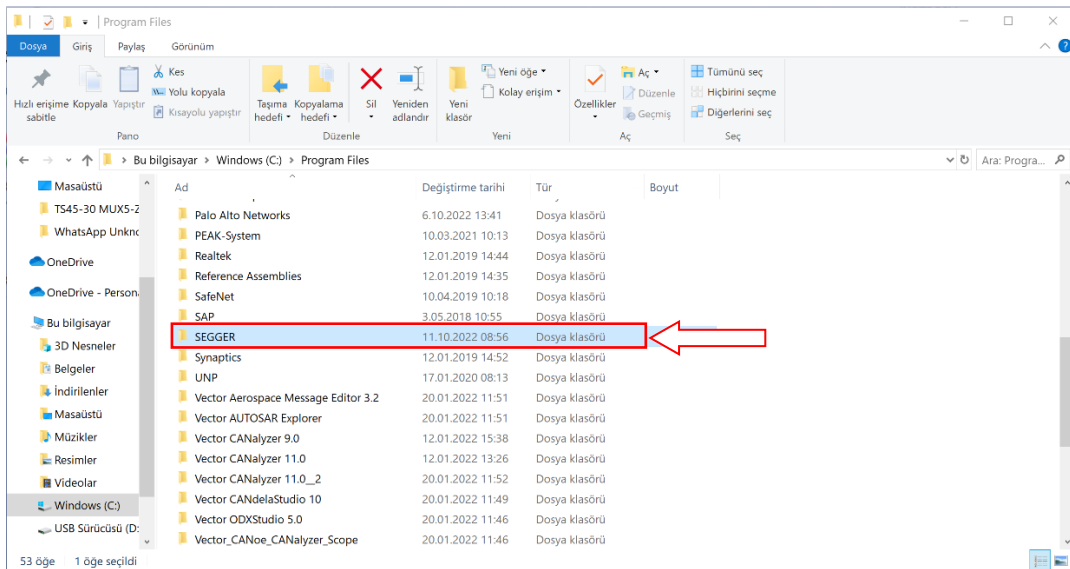 Program Files
Dosya Giriş Paylaş Görünüm
Hızlı erişime sabitle
Kopyala
Yapıştır
Kes
Yolu kopyala
Kısayolu yapıştır
Pano
Taşıma hedefi
Kopyalama hedefi
Sil
Yeniden adlandır
Düzenle
Yeni klasör
Yeni öğe
Kolay erişim
Yeni
Özellikler
Aç
Düzenle
Geçmiş
Aç
Tümünü seç
Hiçbirini seçme
Diğerlerini seç
Seç
Bu bilgisayar > Windows (C:) > Program Files
Ara: Progra...
Masaüstü
TS45-30 MUX5-Z
WhatsApp Unkno
OneDrive
OneDrive - Person
Bu bilgisayar
3D Nesneler
Belgeler
İndirilenler
Masaüstü
Müzikler
Resimler
Videolar
Windows (C:)
USB Sürücüsü (D:
Ad Değiştirme tarihi Tür Boyut
Palo Alto Networks 6.10.2022 13:41 Dosya klasörü
PEAK-System 10.03.2021 10:13 Dosya klasörü
Realtek 12.01.2019 14:44 Dosya klasörü
Reference Assemblies 12.01.2019 14:35 Dosya klasörü
SafeNet 10.04.2019 10:18 Dosya klasörü
SAP 3.05.2018 10:55 Dosya klasörü
SEGGER 11.10.2022 08:56 Dosya klasörü
Synaptics 12.01.2019 14:52 Dosya klasörü
UNP 17.01.2020 08:13 Dosya klasörü
Vector Aerospace Message Editor 3.2 20.01.2022 11:51 Dosya klasörü
Vector AUTOSAR Explorer 20.01.2022 11:51 Dosya klasörü
Vector CANalyzer 9.0 12.01.2022 15:38 Dosya klasörü
Vector CANalyzer 11.0 12.01.2022 13:26 Dosya klasörü
Vector CANalyzer 11.0__2 20.01.2022 11:52 Dosya klasörü
Vector CANdelaStudio 10 20.01.2022 11:49 Dosya klasörü
Vector ODXStudio 5.0 20.01.2022 11:46 Dosya klasörü
Vector_CANoe_CANalyzer_Scope 20.01.2022 11:46 Dosya klasörü
53 öğe 1 öğe seçildi